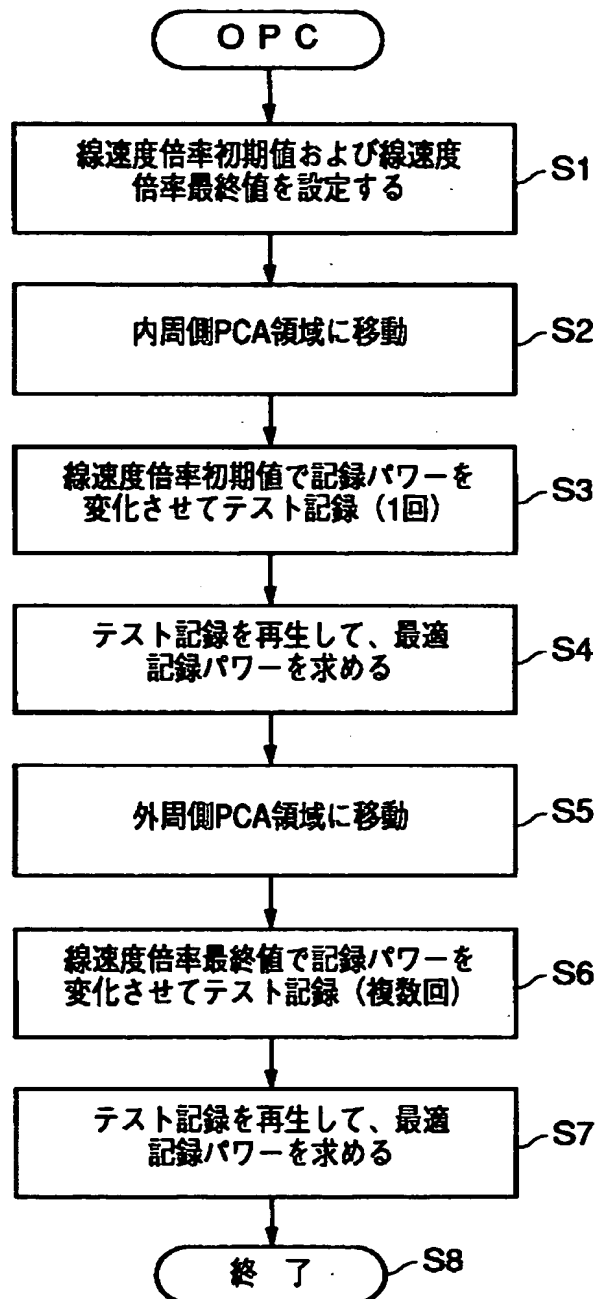 OPC
線速度倍率初期値および線速度
倍率最終値を設定する
S1
内周側PCA領域に移動
S2
線速度倍率初期値で記録パワーを
変化させてテスト記録（1回）
S3
テスト記録を再生して、最適
記録パワーを求める
S4
外周側PCA領域に移動
S5
線速度倍率最終値で記録パワーを
変化させてテスト記録（複数回）
S6
テスト記録を再生して、最適
記録パワーを求める
S7
終了
S8